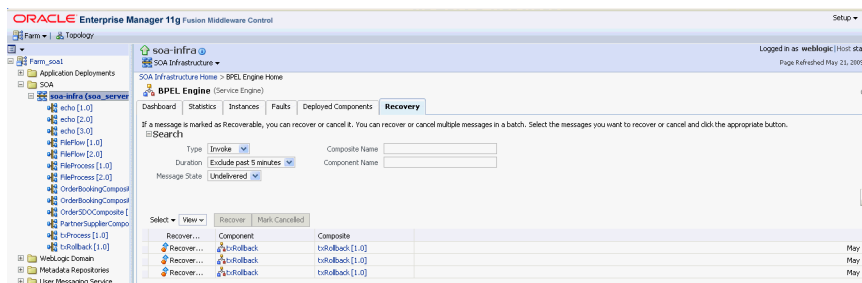 ORACLE Enterprise Manager 11g Fusion Middleware Control
Setup
Farm | Topology
soa-infra
Logged in as weblogic|Host sta
SOA Infrastructure
Page Refreshed May 21, 2009
Farm_soa1
Application Deployments
SOA
soa-infra (soa_server
echo [1.0]
echo [2.0]
echo [3.0]
FileFlow [1.0]
FileFlow [2.0]
FileProcess [1.0]
FileProcess [2.0]
OrderBookingComposit
OrderBookingComposit
OrderSDOComposite [
PartnerSupplierCompo
txProcess [1.0]
txRollback [1.0]
WebLogic Domain
Metadata Repositories
User Messaging Service
SOA Infrastructure Home > BPEL Engine Home
BPEL Engine (Service Engine)
Dashboard Statistics Instances Faults Deployed Components Recovery
If a message is marked as Recoverable, you can recover or cancel it. You can recover or cancel multiple messages in a batch. Select the messages you want to recover or cancel and click the appropriate button.
Search
Type Invoke Composite Name
Duration Exclude past 5 minutes Component Name
Message State Undelivered
Select View Recover Mark Cancelled
Recover... Component Composite
Recover... txRollback txRollback [1.0] May
Recover... txRollback txRollback [1.0] May
Recover... txRollback txRollback [1.0] May